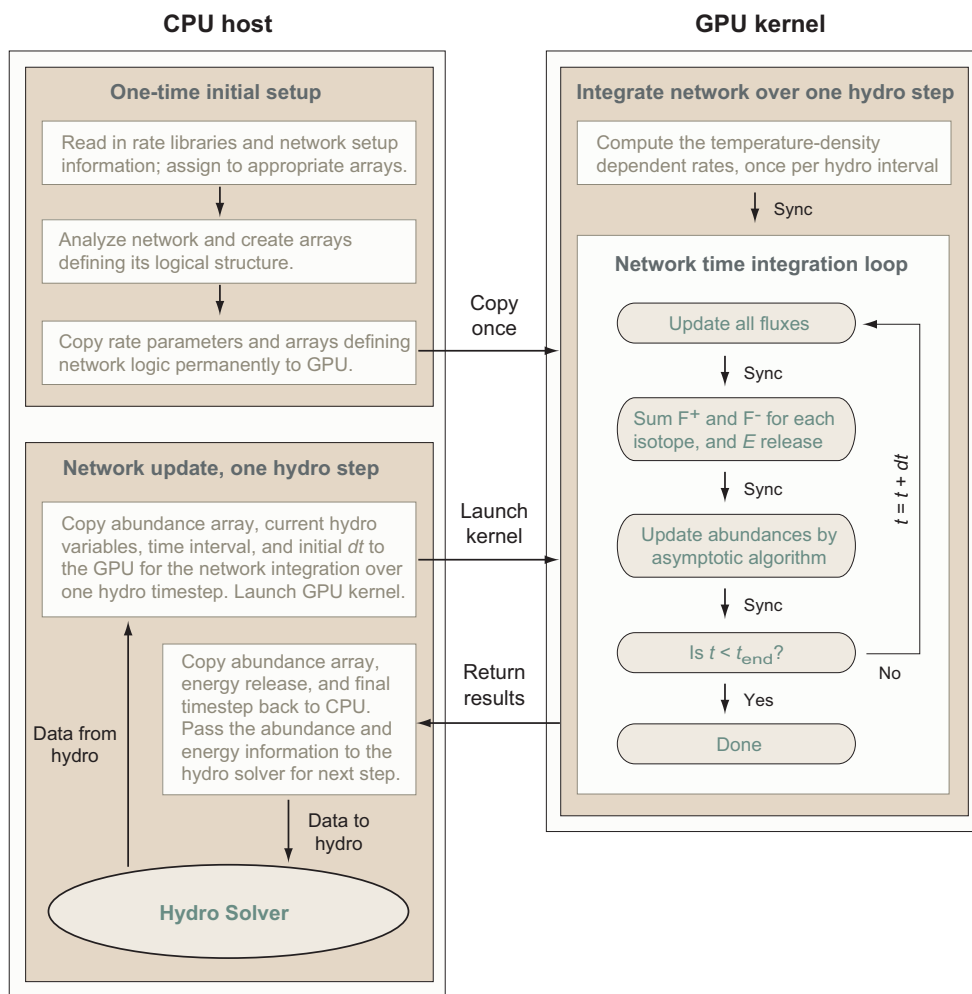 CPU host
One-time initial setup
Read in rate libraries and network setup
information; assign to appropriate arrays.
Analyze network and create arrays
defining its logical structure.
Copy rate parameters and arrays defining
network logic permanently to GPU.
Network update, one hydro step
Copy abundance array, current hydro
variables, time interval, and initial dt to
the GPU for the network integration over
one hydro timestep. Launch GPU kernel.
Copy abundance array,
energy release, and final
timestep back to CPU.
Pass the abundance and
energy information to the
hydro solver for next step.
Data from
hydro
Data to
hydro
Hydro Solver
Copy
once
Launch
kernel
Return
results
GPU kernel
Integrate network over one hydro step
Compute the temperature-density
dependent rates, once per hydro interval
Sync
Network time integration loop
Update all fluxes
Sync
Sum F+ and F- for each
isotope, and E release
Sync
Update abundances by
asymptotic algorithm
Sync
Is t < tend?
No
t = t + dt
Yes
Done